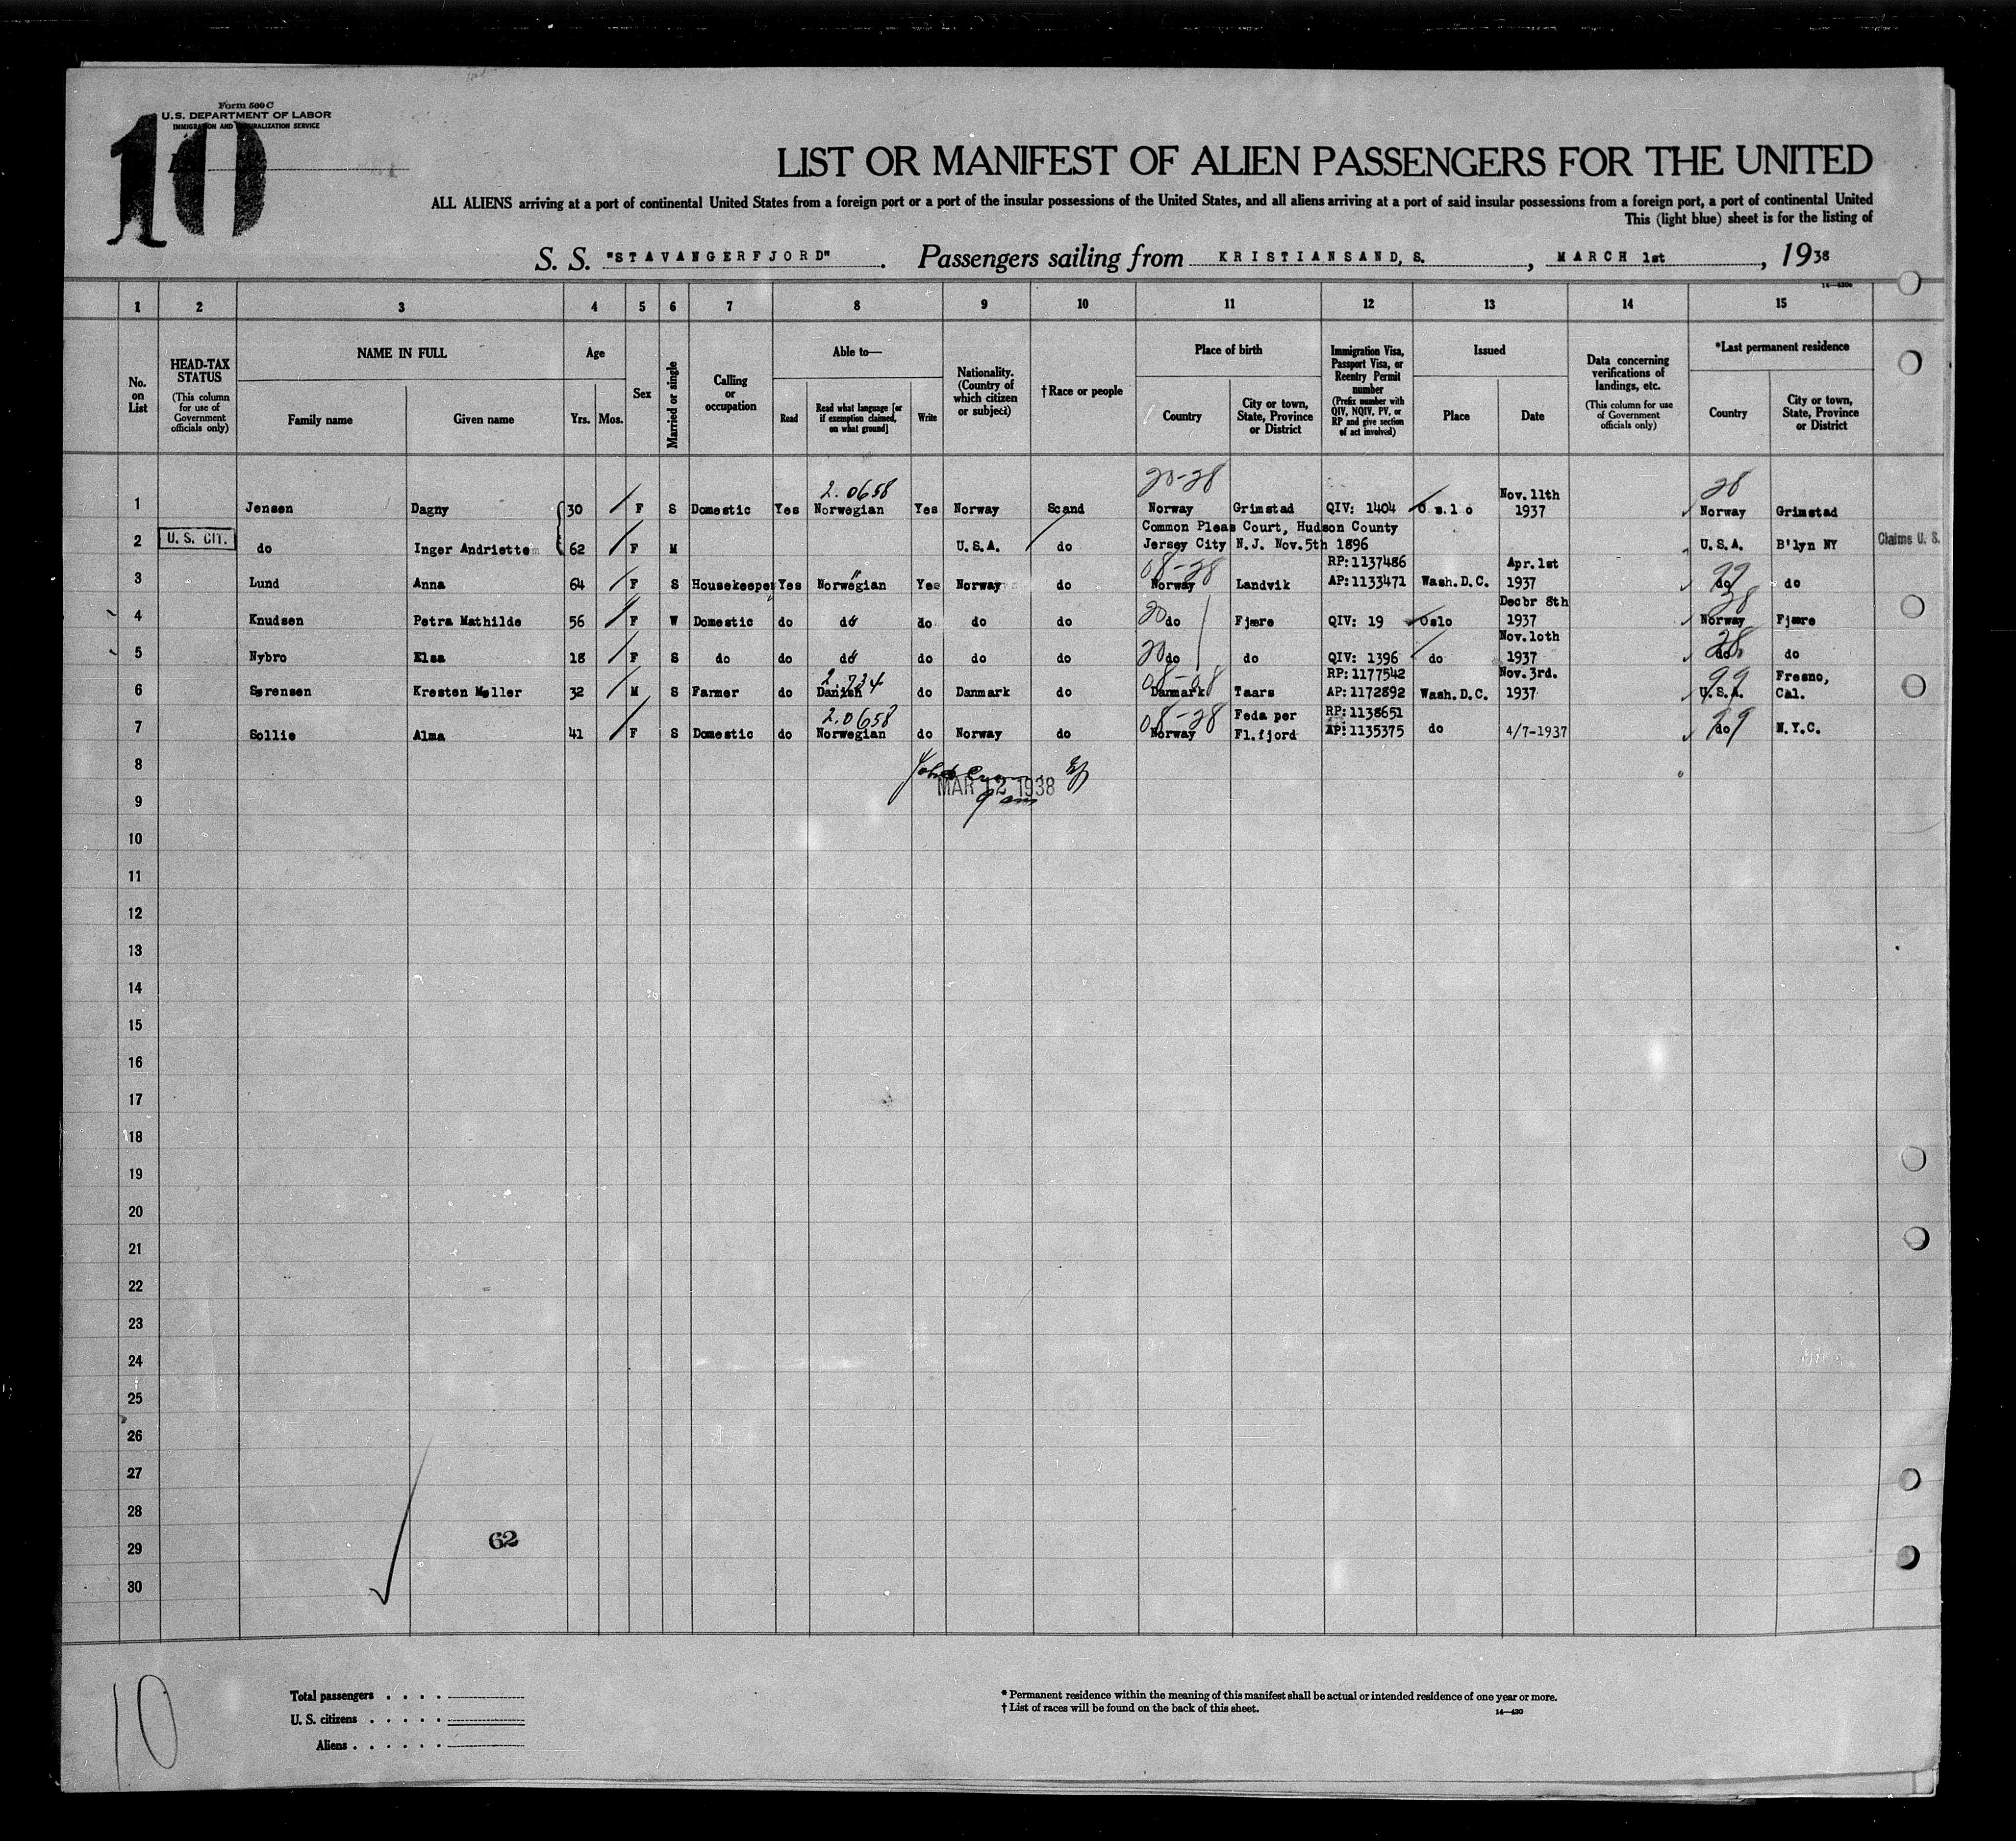 Form 500 C
U.S. DEPARTMENT OF LABOR
IMMIGRATION AND NATURALIZATION SERVICE
10
LIST OR MANIFEST OF ALIEN PASSENGERS FOR THE UNITED
ALL ALIENS arriving at a port of continental United States from a foreign port or a port of the insular possessions of the United States, and all aliens arriving at a port of said insular possessions from a foreign port, a port of continental United
This (light blue) sheet is for the listing of
S. S. "STAVANGERFJORD". Passengers sailing from KRISTIANSAND, S., MARCH 1st, 1938
1 2 3 4 5 6 7 8 9 10 11 12 13 14 15
No. on List
HEAD-TAX STATUS (This column for use of Government officials only)
NAME IN FULL
Family name Given name
Age
Yrs. Mos.
Sex
Married or single
Calling or occupation
Able to—
Read Read what language [or if exemption claimed, on what ground] Write
Nationality. (Country of which citizen or subject)
†Race or people
Place of birth
Country City or town, State, Province or District
Immigration Visa, Passport Visa, or Reentry Permit number (Prefix number with QIV, NQIV, PV, or RP and give section of act involved)
Issued
Place Date
Data concerning verifications of landings, etc. (This column for use of Government officials only)
*Last permanent residence
Country City or town, State, Province or District
2.0658 20-28 Nov. 11th 28
1 Jensen Dagny 30 F S Domestic Yes Norwegian Yes Norway Scand Norway Grimstad QIV: 1404 Oslo 1937 Norway Grimstad
Common Pleas Court, Hudson County
2 U. S. CIT. do Inger Andriette 62 F M U.S.A. do Jersey City N.J. Nov. 5th 1896 U.S.A. B'lyn NY Claims U. S.
08-28 RP: 1137486 Apr. 1st 99
3 Lund Anna 64 F S Housekeeper Yes Norwegian Yes Norway do Norway Landvik AP: 1133471 Wash. D.C. 1937 do do
Decbr 8th 28
4 Knudsen Petra Mathilde 56 F W Domestic do do do do do 20 do Fjære QIV: 19 Oslo 1937 Norway Fjære
Nov. 10th 28
5 Nybro Elsa 18 F S do do do do do do 20 do do QIV: 1396 do 1937 do do
2.734 08-08 RP: 1177542 Nov. 3rd. 99 Fresno,
6 Sørensen Kresten Møller 32 M S Farmer do Danish do Danmark do Danmark Taars AP: 1172892 Wash. D.C. 1937 U.S.A. Cal.
2.0658 08-28 Feda per RP: 1138651 99
7 Sollie Alma 41 F S Domestic do Norwegian do Norway do Norway Fl.fjord AP: 1135375 do 4/7-1937 do N.Y.C.
8
MAR 12 1938
9 9 am
10
11
12
13
14
15
16
17
18
19
20
21
22
23
24
25
26
27
28
29 62
30
10
Total passengers . . . .
U. S. citizens . . . . .
Aliens . . . . . .
* Permanent residence within the meaning of this manifest shall be actual or intended residence of one year or more.
† List of races will be found on the back of this sheet.
14—430